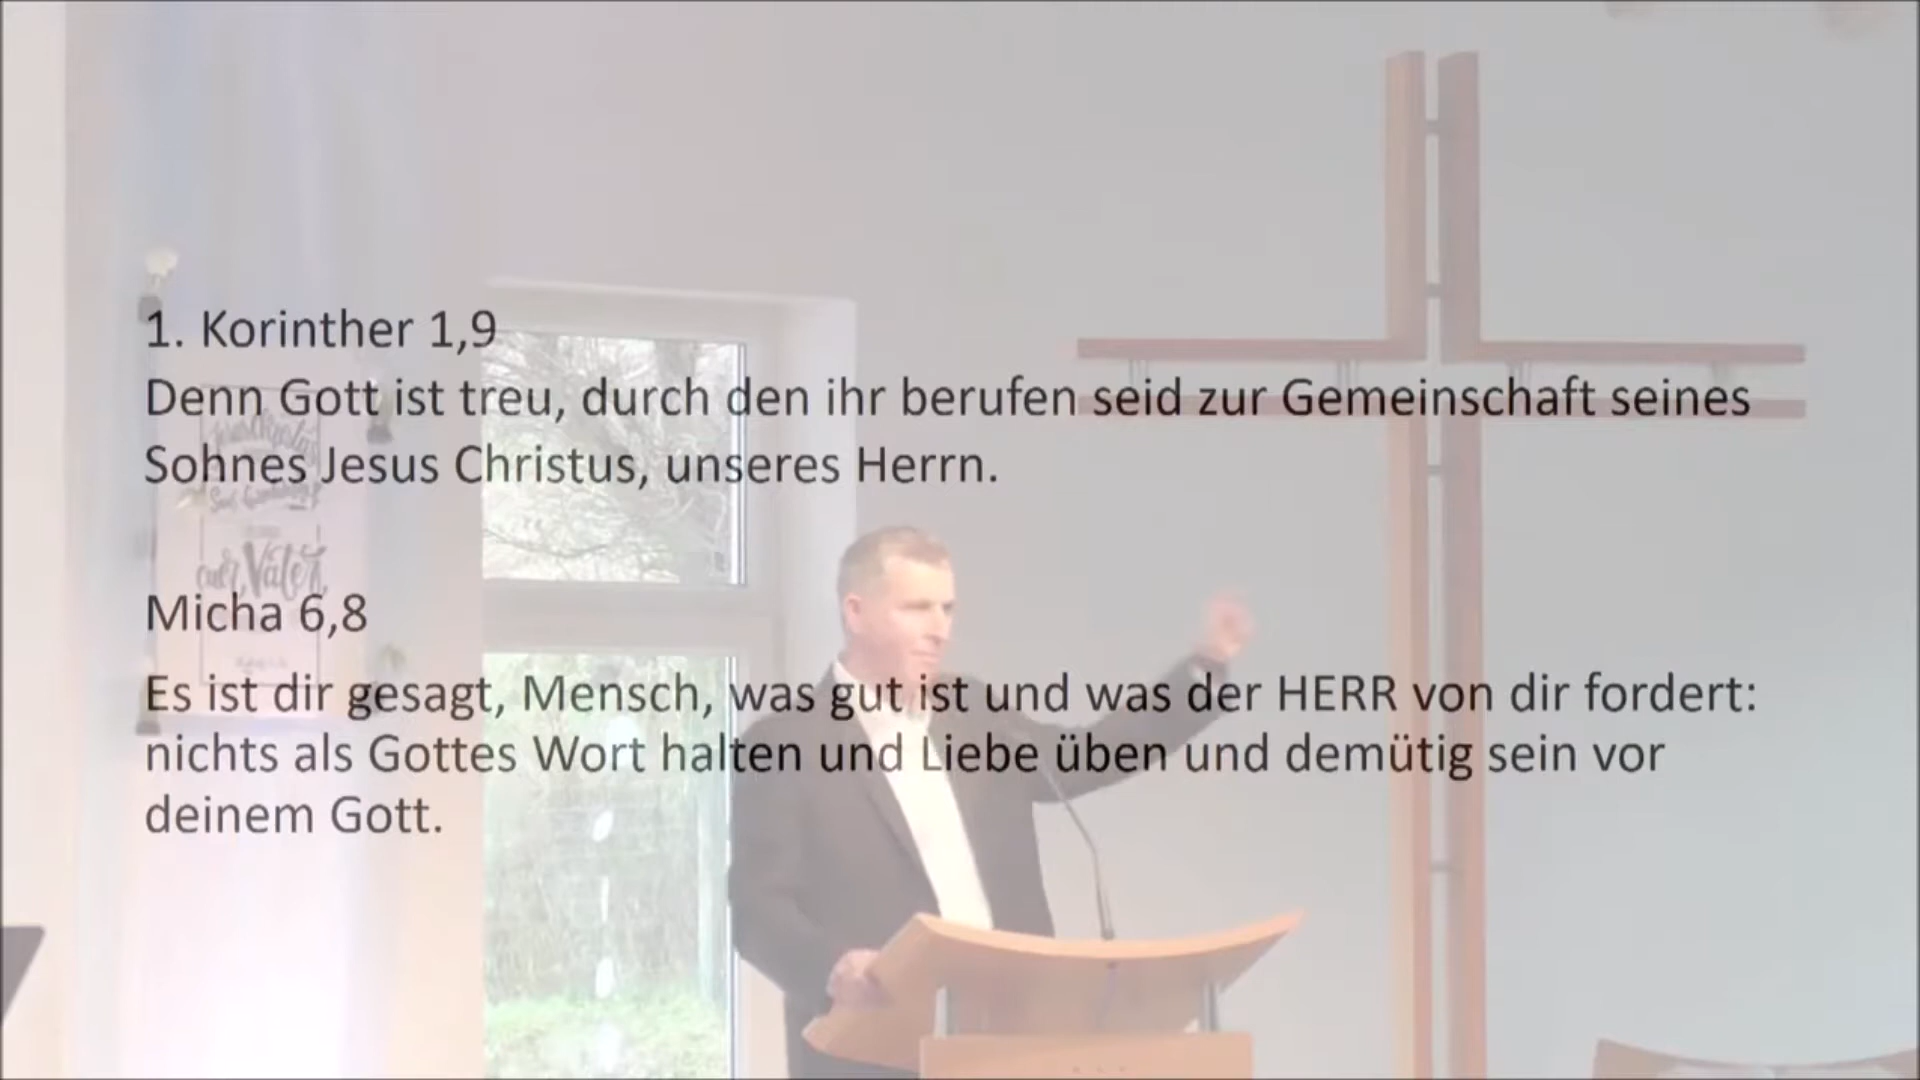 1. Korinther 1,9
Denn Gott ist treu, durch den ihr berufen seid zur Gemeinschaft seines
Sohnes Jesus Christus, unseres Herrn.
Micha 6,8
Es ist dir gesagt, Mensch, was gut ist und was der HERR von dir fordert:
nichts als Gottes Wort halten und Liebe üben und demütig sein vor
deinem Gott.
euer Vater